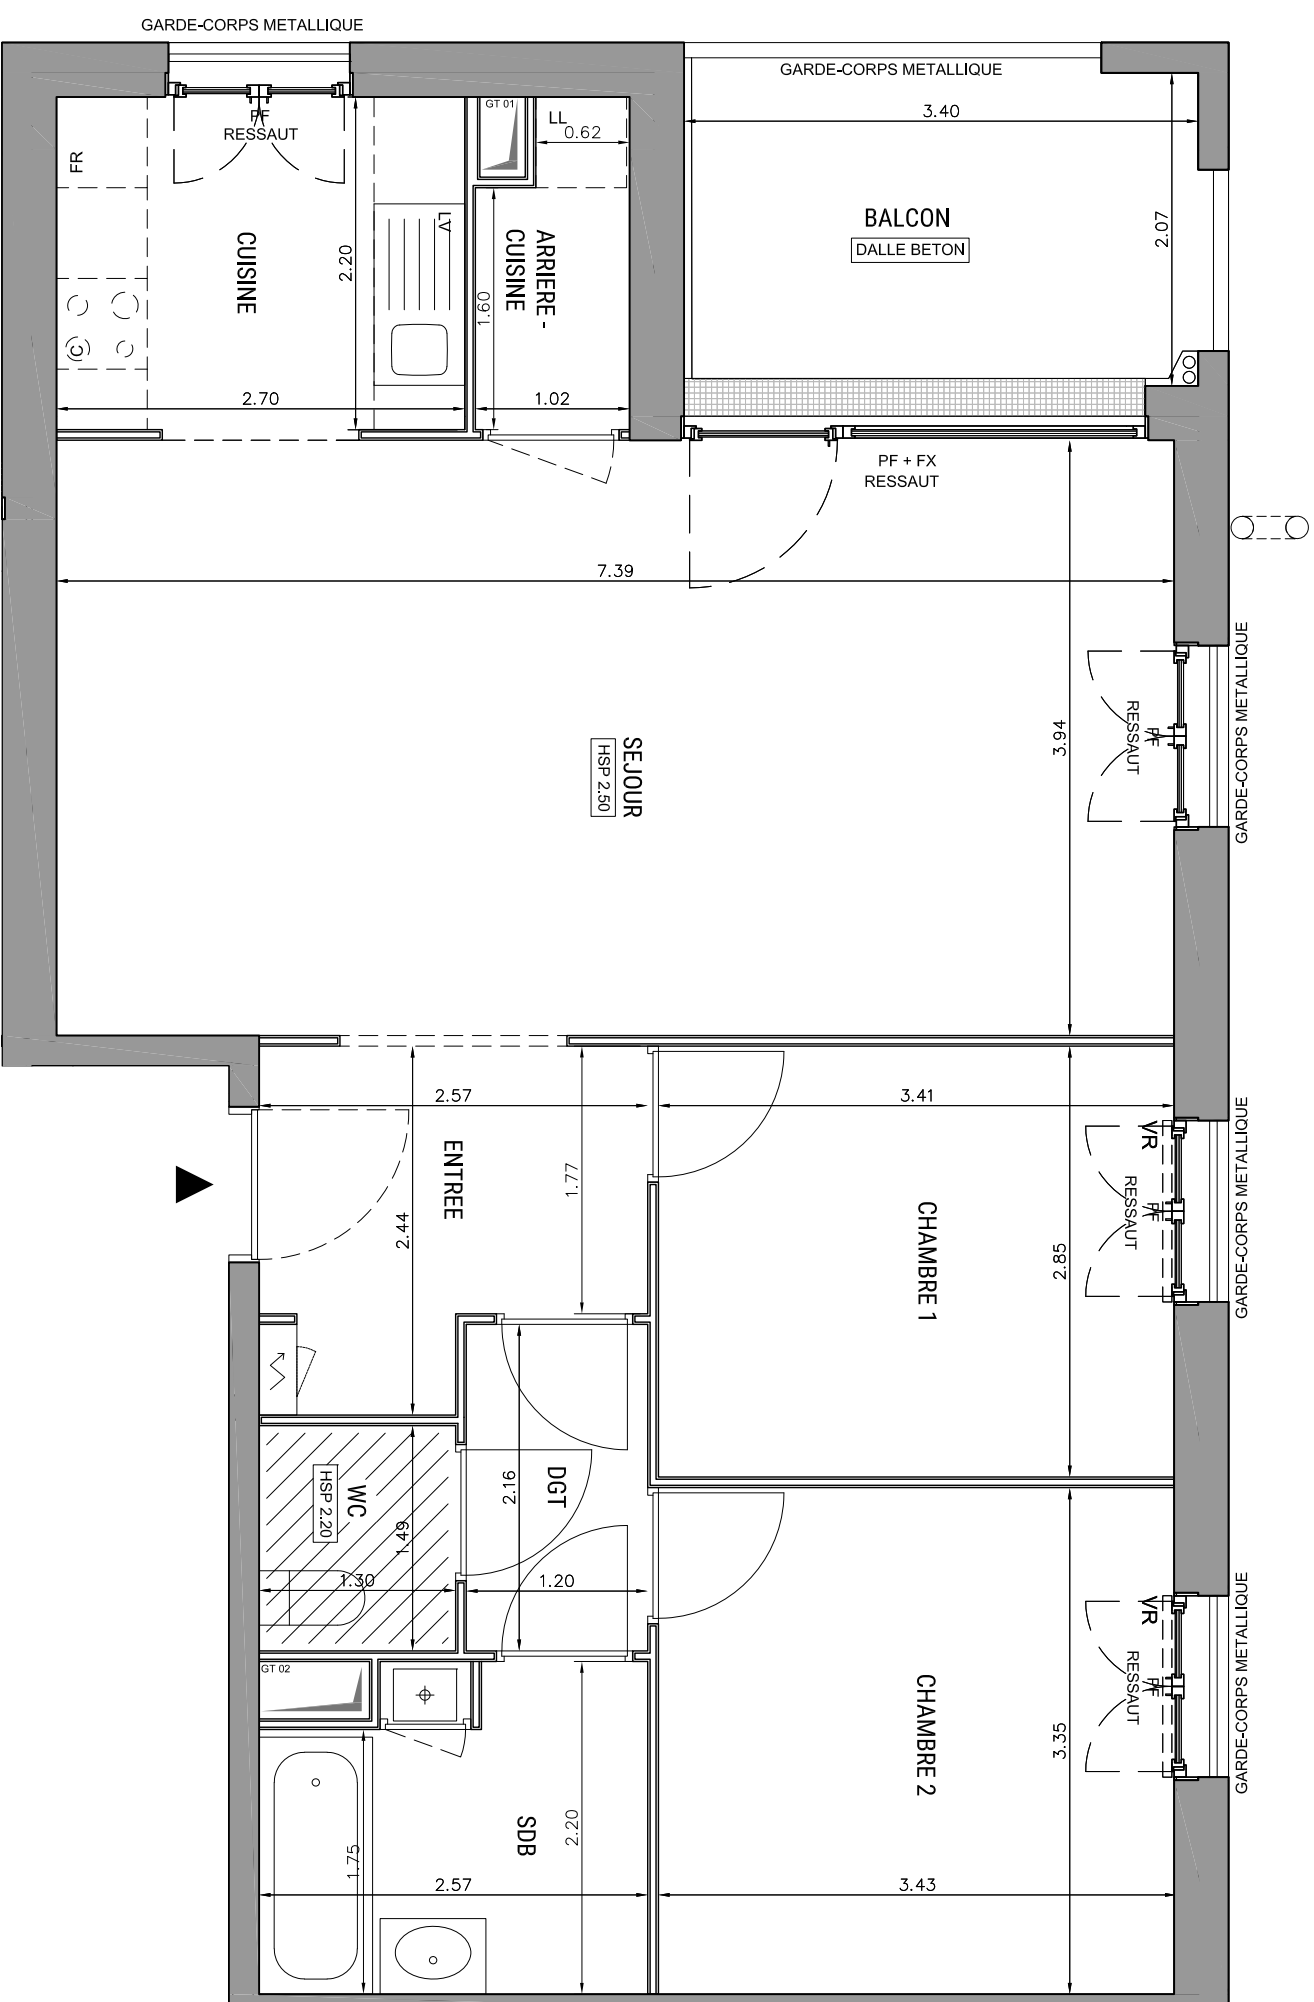 GARDE-CORPS METALLIQUE
GARDE-CORPS METALLIQUE
PF
RESSAUT
FR
GT 01
LL
0.62
3.40
BALCON
DALLE BETON
2.07
CUISINE
2.20
LV
ARRIERE -
CUISINE
1.60
2.70
1.02
PF + FX
RESSAUT
7.39
GARDE-CORPS METALLIQUE
PF
RESSAUT
3.94
SEJOUR
HSP 2.50
2.57
3.41
GARDE-CORPS METALLIQUE
VR
PF
RESSAUT
ENTREE
1.77
2.44
CHAMBRE 1
2.85
DGT
2.16
WC
HSP 2.20
1.49
1.30
1.20
GARDE-CORPS METALLIQUE
VR
PF
RESSAUT
GT 02
CHAMBRE 2
3.35
SDB
2.20
1.75
2.57
3.43